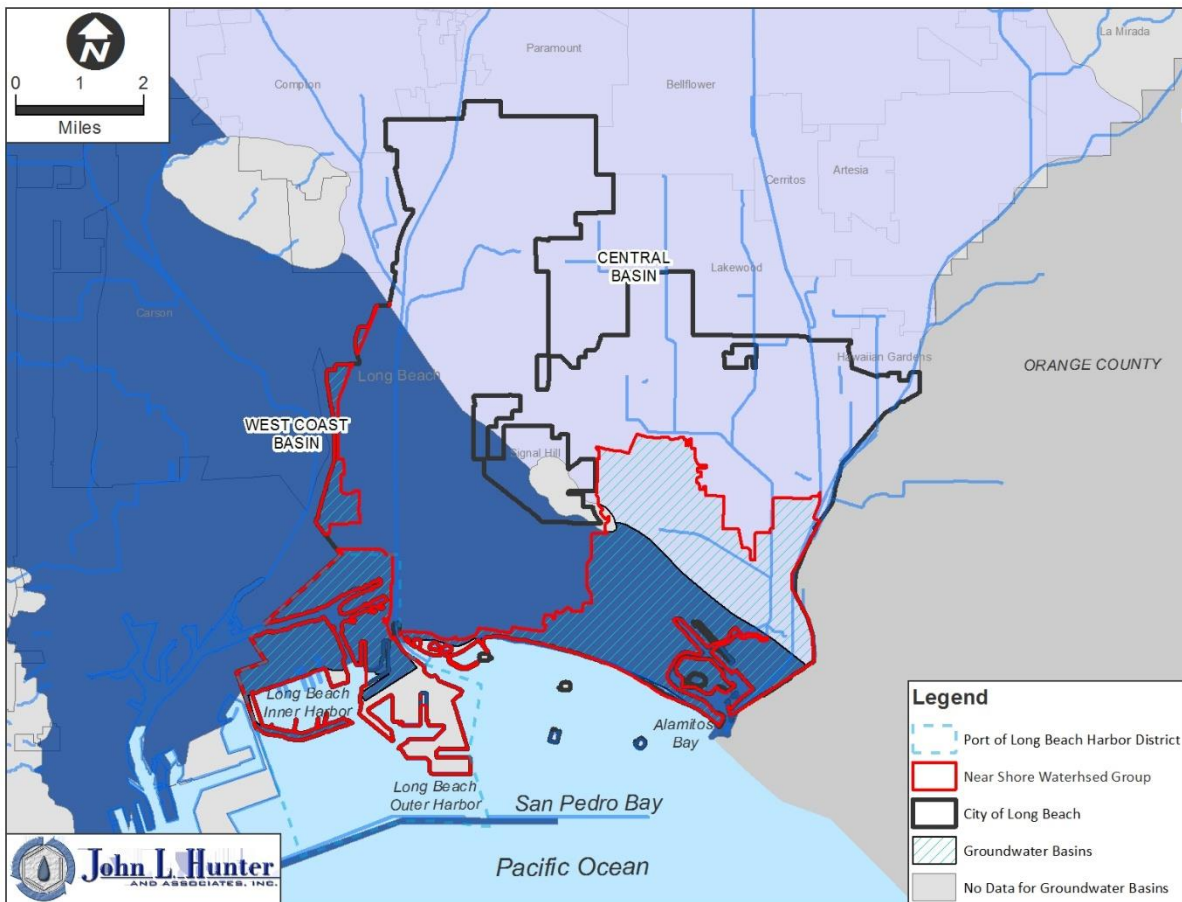 N
0 1 2
Miles
Paramount
La Mirada
Compton
Bellflower
Cerritos
Artesia
CENTRAL
BASIN
Lakewood
Carson
Hawaiian Gardens
ORANGE COUNTY
Long Beach
WEST COAST
BASIN
Signal Hill
Long Beach
Inner Harbor
Alamitos
Bay
Long Beach
Outer Harbor
San Pedro Bay
Pacific Ocean
Legend
Port of Long Beach Harbor District
Near Shore Waterhsed Group
City of Long Beach
Groundwater Basins
No Data for Groundwater Basins
John L. Hunter
AND ASSOCIATES, INC.